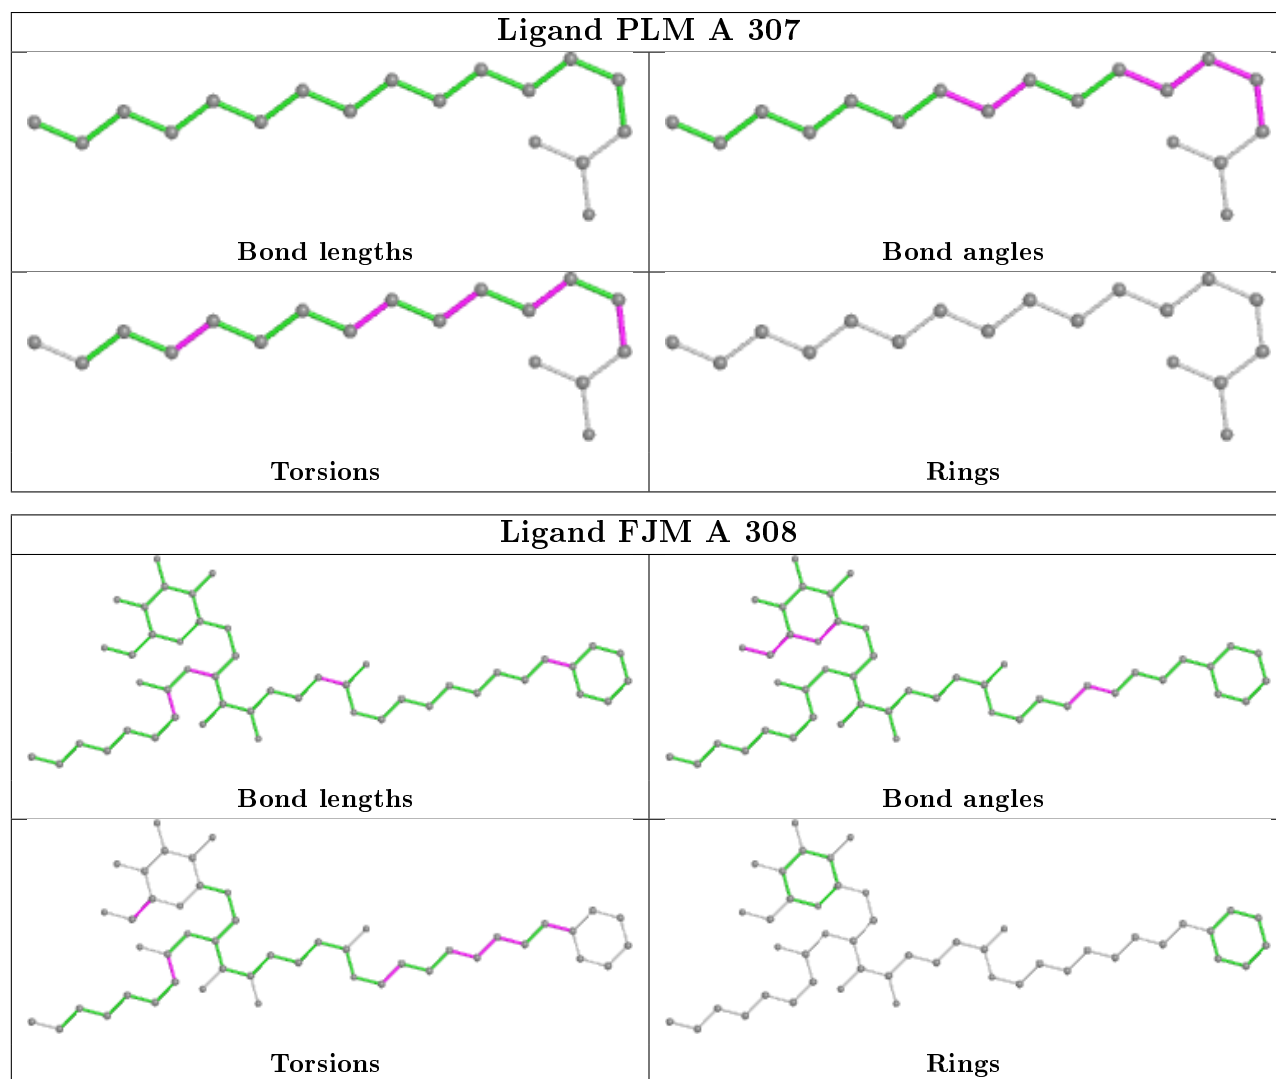 Ligand PLM A 307
Bond lengths
Bond angles
Torsions
Rings
Ligand FJM A 308
Bond lengths
Bond angles
Torsions
Rings